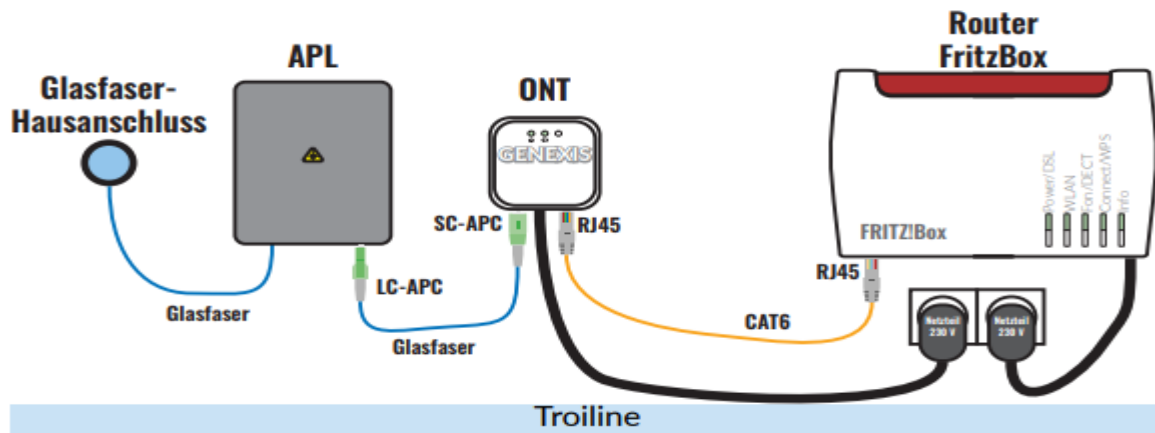 Glasfaser-
Hausanschluss
APL
ONT
Router
FritzBox
GENEXIS
SC-APC
RJ45
LC-APC
Glasfaser
Glasfaser
CAT6
RJ45
FRITZ!Box
Power/DSL
WLAN
Fon/DECT
Connect/WPS
Info
Netzteil
230 V
Netzteil
230 V
Troiline